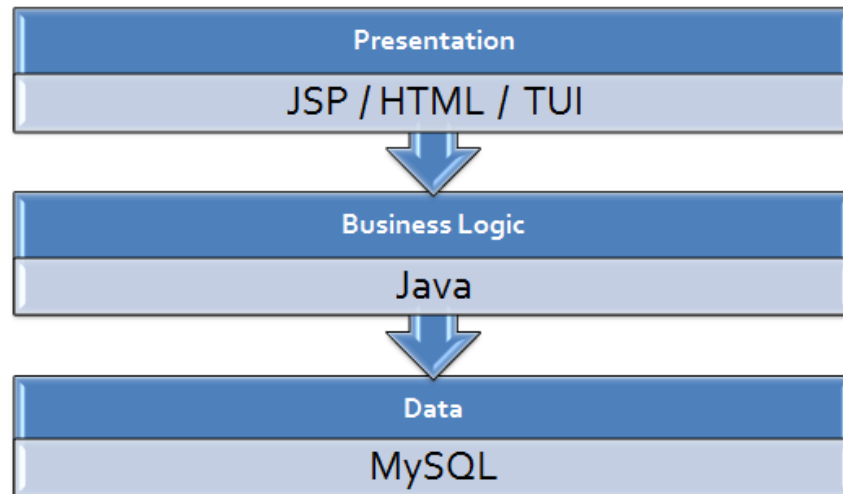 Presentation
JSP / HTML / TUI
Business Logic
Java
Data
MySQL